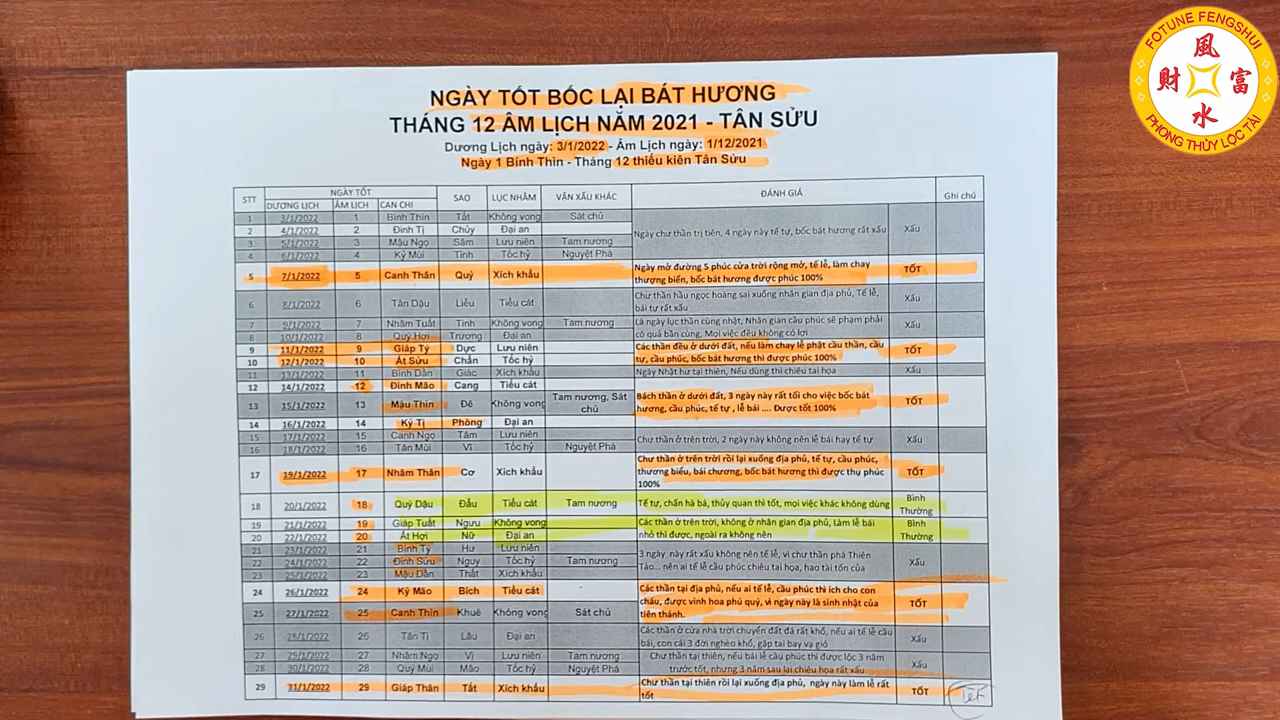 FOTUNE FENGSHUI
風
財 富
水
PHONG THỦY LỘC TÀI
NGÀY TỐT BỐC LẠI BÁT HƯƠNG
THÁNG 12 ÂM LỊCH NĂM 2021 - TÂN SỬU
Dương Lịch ngày: 3/1/2022 - Âm Lịch ngày: 1/12/2021
Ngày 1 Bính Thìn - Tháng 12 thiếu kiên Tân Sửu
STT NGÀY TỐT SAO LỤC NHÂM VẬN XẤU KHÁC ĐÁNH GIÁ Ghi chú
DƯƠNG LỊCH ÂM LỊCH CAN CHI
1 3/1/2022 1 Bính Thìn Tất Không vong Sát chủ
2 4/1/2022 2 Đinh Tị Chủy Đại an
Ngày chư thần trị tiên, 4 ngày này tế tự, bốc bát hương rất xấu Xấu
3 5/1/2022 3 Mậu Ngọ Sâm Lưu niên Tam nương
4 6/1/2022 4 Kỷ Mùi Tinh Tốc hỷ Nguyệt Phá
5 7/1/2022 5 Canh Thân Quỷ Xích khẩu Ngày mở đường 5 phúc cửa trời rộng mở, tế lễ, làm chay TỐT
thượng biển, bốc bát hương được phúc 100%
6 8/1/2022 6 Tân Dậu Liễu Tiểu cát Chư thần hầu ngọc hoàng sai xuống nhân gian địa phủ, Tế lễ, Xấu
bái tự rất xấu
7 9/1/2022 7 Nhâm Tuất Tinh Không vong Tam nương Là ngày lục thần cùng nhật, Nhân gian cầu phúc sẽ phạm phải Xấu
8 10/1/2022 8 Quý Hợi Trương Đại an cô quả bần cùng, Mọi việc đều không có lợi
9 11/1/2022 9 Giáp Tý Dực Lưu niên Các thần đều ở dưới đất, nếu làm chay lễ phật cầu thần, cầu TỐT
10 12/1/2022 10 Ất Sửu Chẩn Tốc hỷ tự, cầu phúc, bốc bát hương thì được phúc 100%
11 13/1/2022 11 Bính Dần Giác Xích khẩu Ngày Nhật hư tại thiên, Nếu dùng thì chiêu tai họa Xấu
12 14/1/2022 12 Đinh Mão Cang Tiểu cát
13 15/1/2022 13 Mậu Thìn Đê Không vong Tam nương, Sát chủ Bách thần ở dưới đất, 3 ngày này rất tối cho việc bốc bát TỐT
hương, cầu phúc, tế tự , lễ bái .... Được tốt 100%
14 16/1/2022 14 Kỷ Tị Phòng Đại an
15 17/1/2022 15 Canh Ngọ Tâm Lưu niên
Chư thần ở trên trời, 2 ngày này không nên lễ bái hay tế tự Xấu
16 18/1/2022 16 Tân Mùi Vĩ Tốc hỷ Nguyệt Phá
17 19/1/2022 17 Nhâm Thân Cơ Xích khẩu Chư thần ở trên trời rồi lại xuống địa phủ, tế tự, cầu phúc, TỐT
thương biểu, bái chương, bốc bát hương thì được thụ phúc
100%
18 20/1/2022 18 Quý Dậu Đẩu Tiểu cát Tam nương Tế tự, chấn hà bá, thủy quan thì tốt, mọi việc khác không dùng Bình Thường
19 21/1/2022 19 Giáp Tuất Ngưu Không vong Các thần ở trên trời, không ở nhân gian địa phủ, Làm lễ bái Bình
20 22/1/2022 20 Ất Hợi Nữ Đại an nhỏ thì được, ngoài ra không nên Thường
21 23/1/2022 21 Bính Tý Hư Lưu niên
22 24/1/2022 22 Đinh Sửu Nguy Tốc hỷ Tam nương 3 ngày này rất xấu không nên tế lễ, vì chư thần phá Thiên Xấu
Tào... nên ai tế lễ cầu phúc chiêu tai họa, hao tài tốn của
23 25/1/2022 23 Mậu Dần Thất Xích khẩu
24 26/1/2022 24 Kỷ Mão Bích Tiểu cát Các thần tại địa phủ, nếu ai tế lễ, cầu phúc thì ích cho con
cháu, được vinh hoa phú quý, vì ngày này là sinh nhật của TỐT
tiên thánh.
25 27/1/2022 25 Canh Thìn Khuê Không vong Sát chủ
26 28/1/2022 26 Tân Tị Lâu Đại an Các thần ở cửa nhà trời chuyển đất đá rất khổ, nếu ai tế lễ cầu Xấu
bái, con cái 3 đời nghèo khổ, gặp tai bay vạ gió
27 29/1/2022 27 Nhâm Ngọ Vị Lưu niên Tam nương Chư thần tại thiên, nếu bái lễ cầu phúc thì được lộc 3 năm Xấu
28 30/1/2022 28 Quý Mùi Mão Tốc hỷ Nguyệt Phá trước tốt, nhưng 3 năm sau lại chiêu họa rất xấu
29 31/1/2022 29 Giáp Thân Tất Xích khẩu Chư thần tại thiên rồi lại xuống địa phủ, ngày này làm lễ rất TỐT Tết
tốt